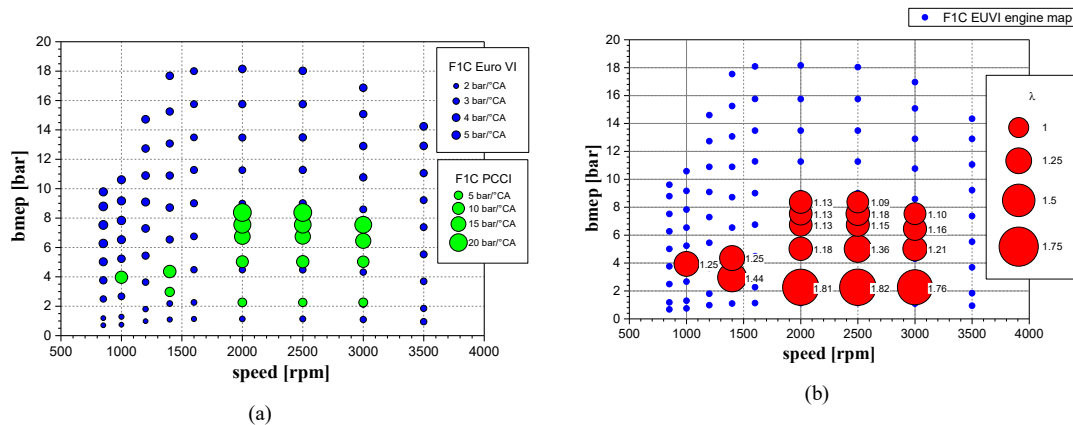 20
18
16
14
12
10
8
6
4
2
0
bmep [bar]
500 1000 1500 2000 2500 3000 3500 4000
speed [rpm]
F1C Euro VI
2 bar/°CA
3 bar/°CA
4 bar/°CA
5 bar/°CA
F1C PCCI
5 bar/°CA
10 bar/°CA
15 bar/°CA
20 bar/°CA
(a)
F1C EUVI engine map
20
18
16
14
12
10
8
6
4
2
0
bmep [bar]
500 1000 1500 2000 2500 3000 3500 4000
speed [rpm]
λ
1
1.25
1.5
1.75
1.13 1.09
1.13 1.18 1.10
1.13 1.15 1.16
1.18 1.36 1.21
1.25 1.25
1.44
1.81 1.82 1.76
(b)